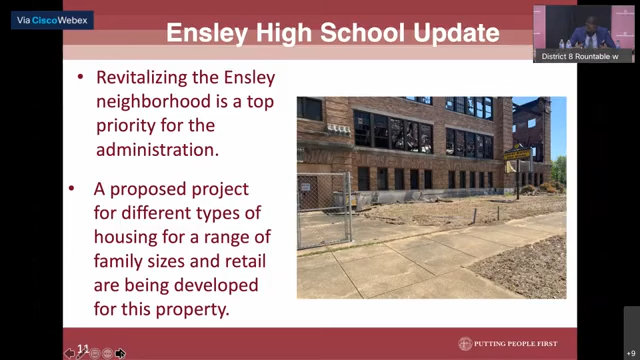 Via Cisco Webex
Ensley High School Update
District 8 Roundtable w
• Revitalizing the Ensley
neighborhood is a top
priority for the
administration.
• A proposed project
for different types of
housing for a range of
family sizes and retail
are being developed
for this property.
11
PUTTING PEOPLE FIRST
+9